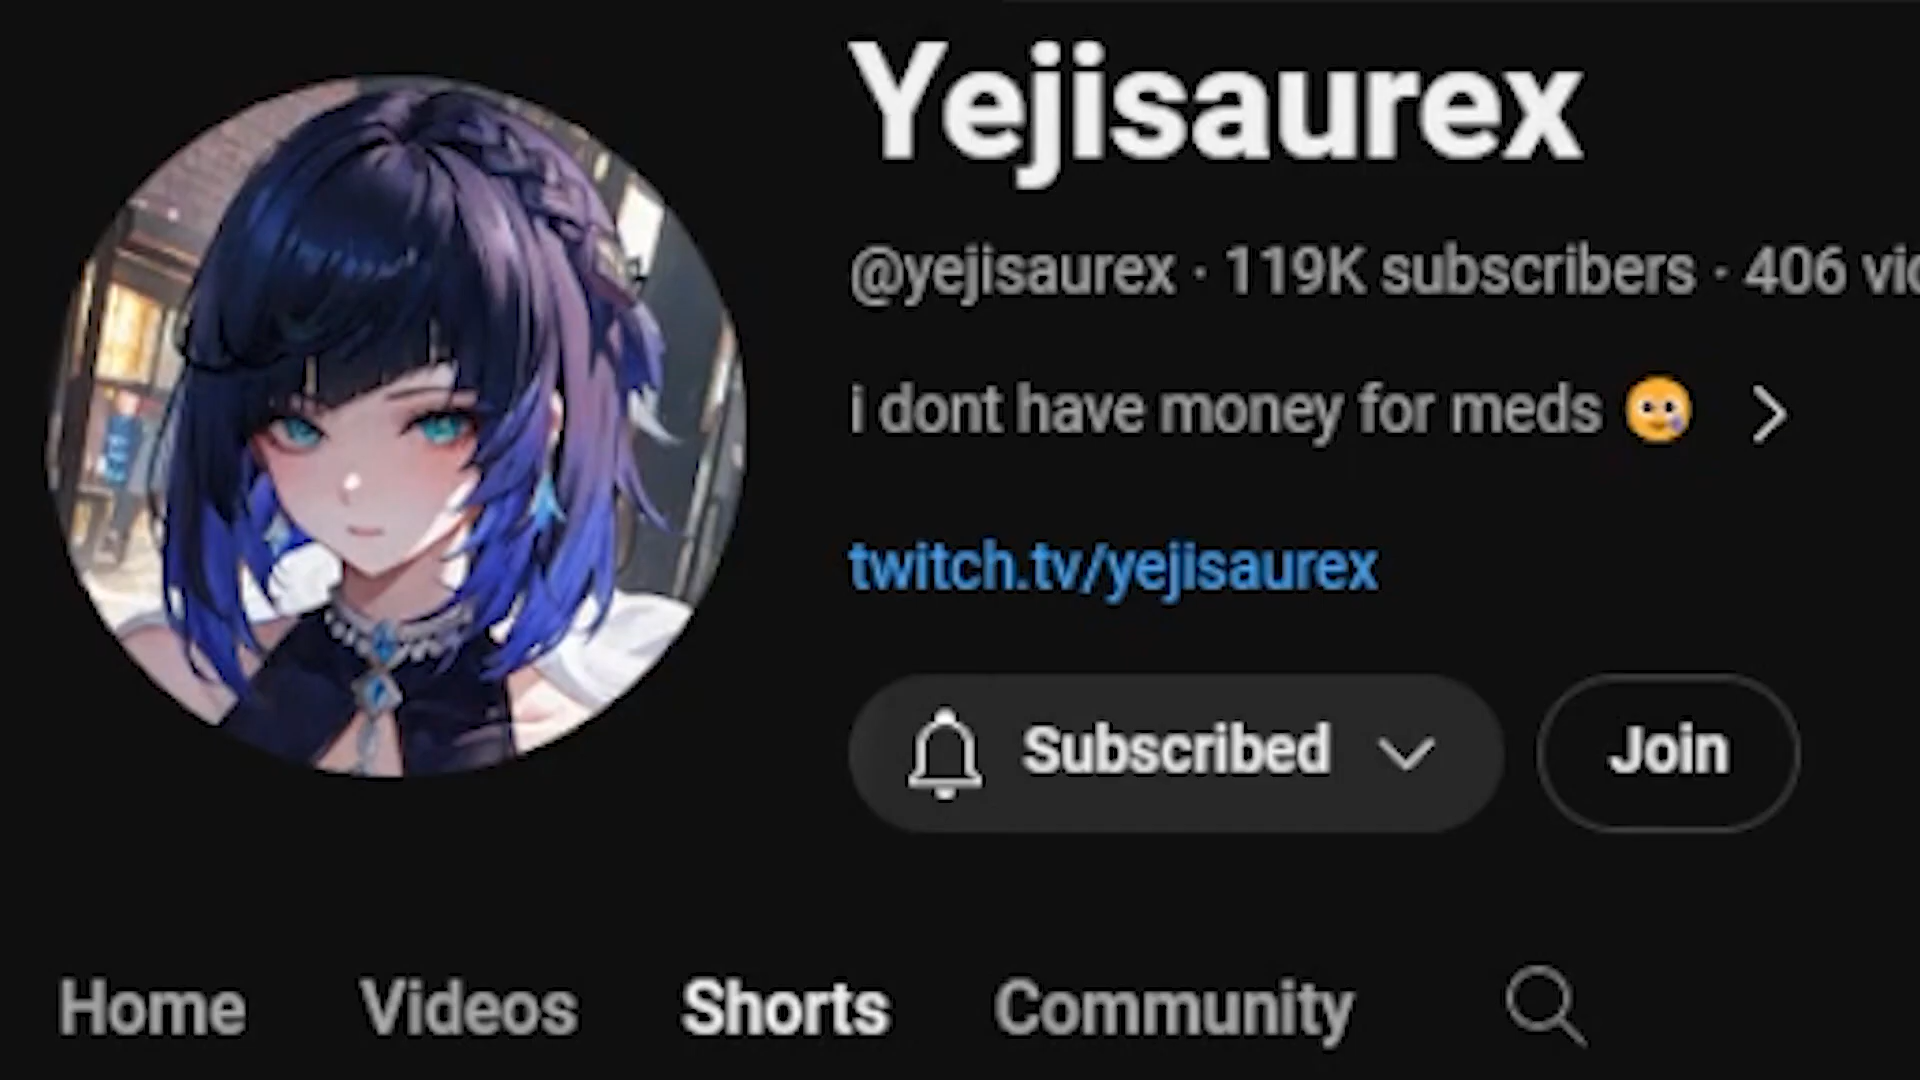 Yejisaurex
@yejisaurex · 119K subscribers · 406
i dont have money for meds 🥲
twitch.tv/yejisaurex
Subscribed
Join
Home Videos Shorts Community